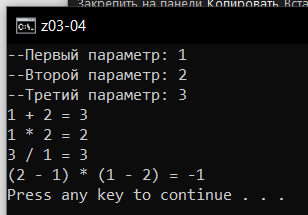 Закрепить на панели Копировать Вста
z03-04
--Первый параметр: 1
--Второй параметр: 2
--Третий параметр: 3
1 + 2 = 3
1 * 2 = 2
3 / 1 = 3
(2 - 1) * (1 - 2) = -1
Press any key to continue . . .